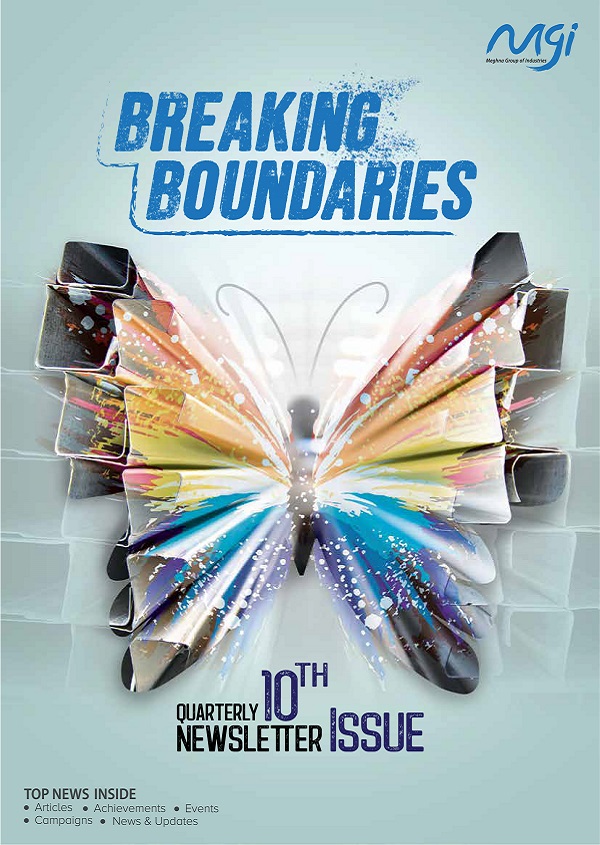 Mgi
Meghna Group of Industries
BREAKING
BOUNDARIES
QUARTERLY 10TH
NEWSLETTER ISSUE
TOP NEWS INSIDE
• Articles • Achievements • Events
• Campaigns • News & Updates